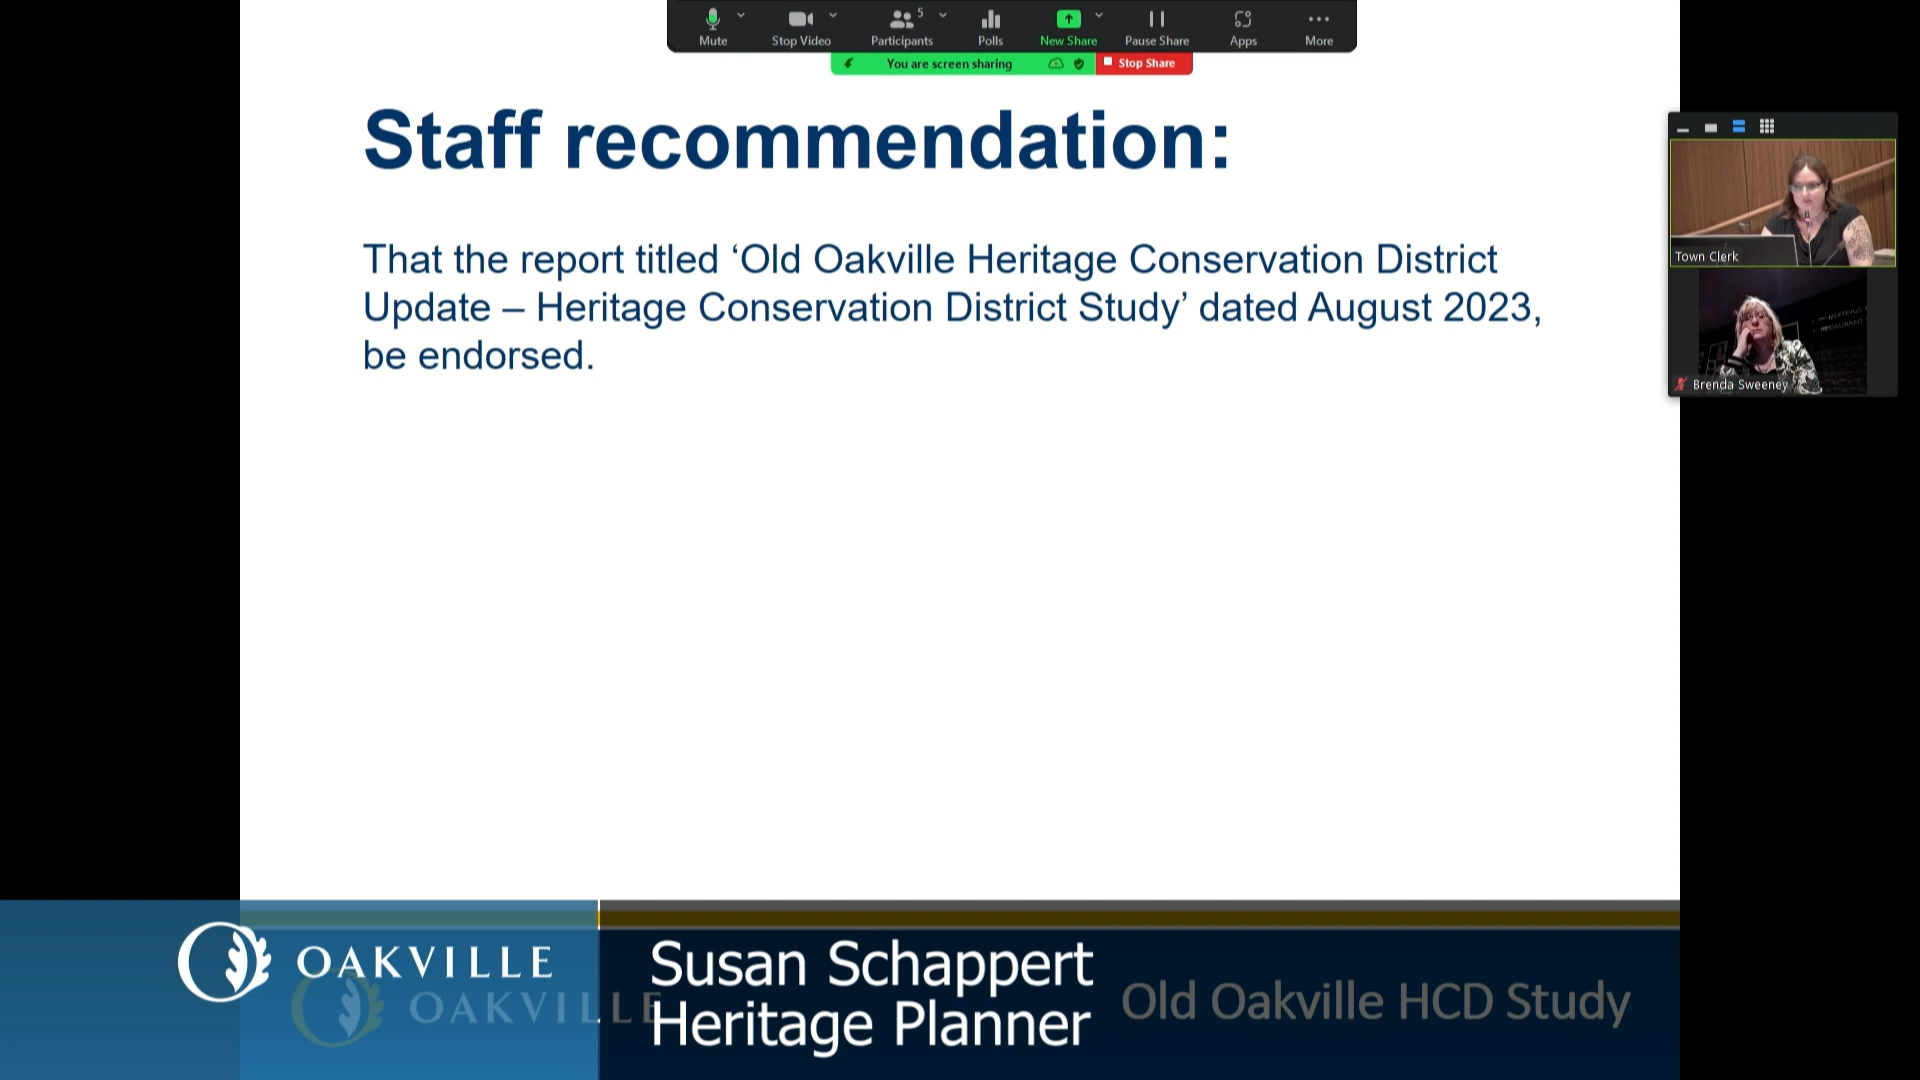 Mute
Stop Video
Participants
5
Polls
New Share
Pause Share
Apps
More
You are screen sharing
Stop Share
Staff recommendation:
That the report titled ‘Old Oakville Heritage Conservation District
Update – Heritage Conservation District Study’ dated August 2023,
be endorsed.
Town Clerk
Brenda Sweeney
OAKVILLE
OAKVILLE
Susan Schappert
Heritage Planner
Old Oakville HCD Study